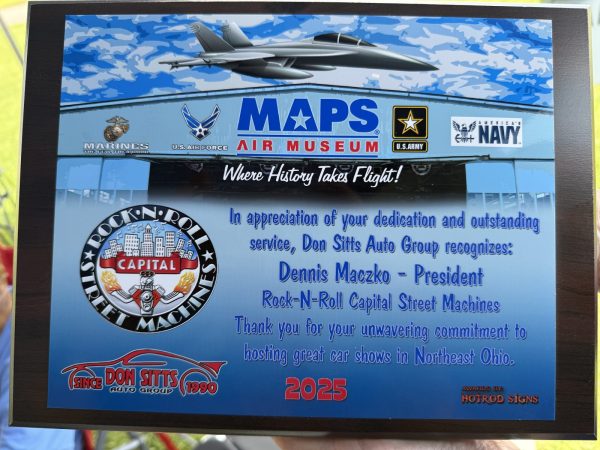 MAPS
AIR MUSEUM
MARINES
U.S. AIR FORCE
U.S. ARMY
AMERICA'S
NAVY
Where History Takes Flight!
ROCK-N-ROLL
CAPITAL
STREET MACHINES
In appreciation of your dedication and outstanding
service, Don Sitts Auto Group recognizes:
Dennis Maczko - President
Rock-N-Roll Capital Street Machines
Thank you for your unwavering commitment to
hosting great car shows in Northeast Ohio.
SINCE DON SITTS 1990
AUTO GROUP
2025
HOTROD SIGNS